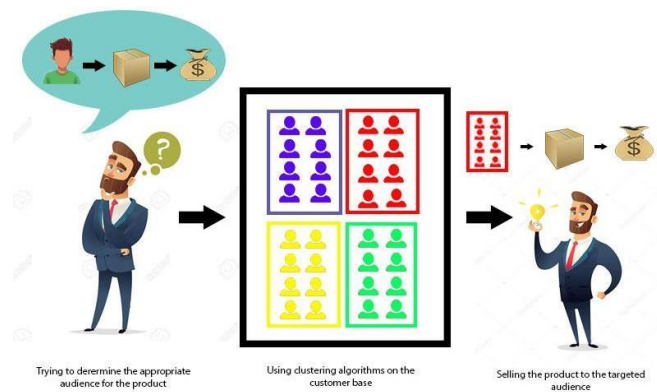 ?
$
$
Trying to derermine the appropriate
audience for the product
Using clustering algorithms on the
customer base
Selling the product to the targeted
audience